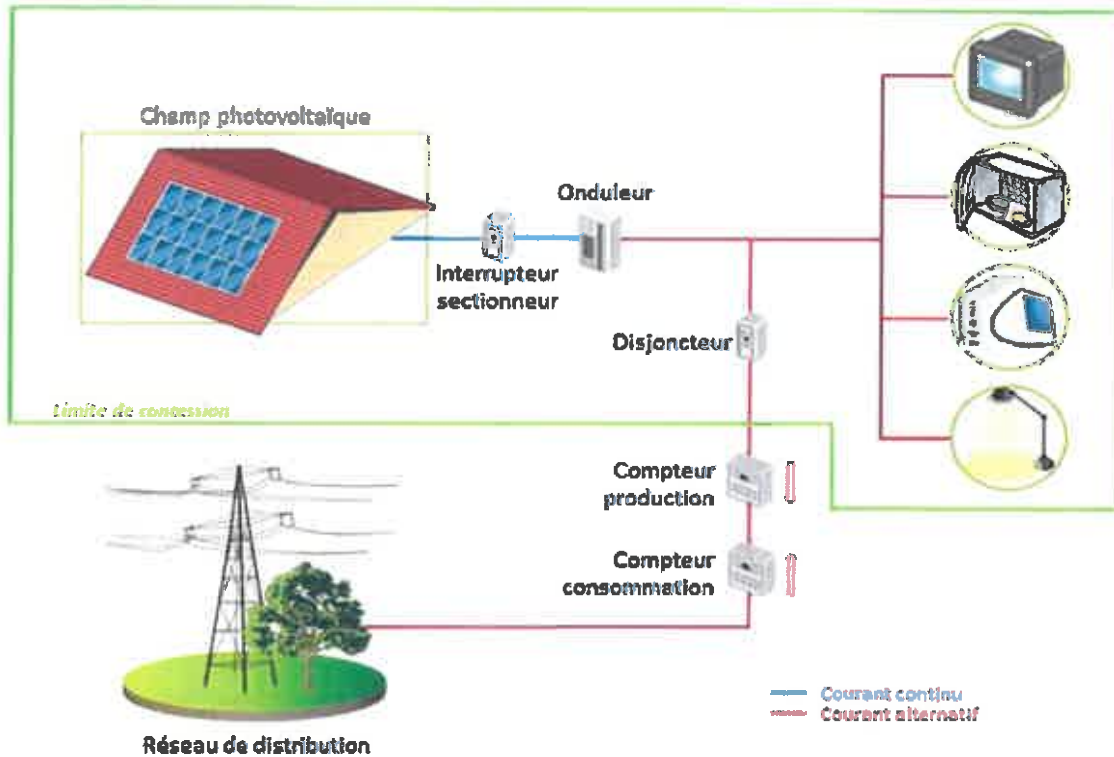 Champ photovoltaïque
Onduleur
Interrupteur
sectionneur
Disjoncteur
Limite de concession
Compteur
production
Compteur
consommation
Courant continu
Courant alternatif
Réseau de distribution